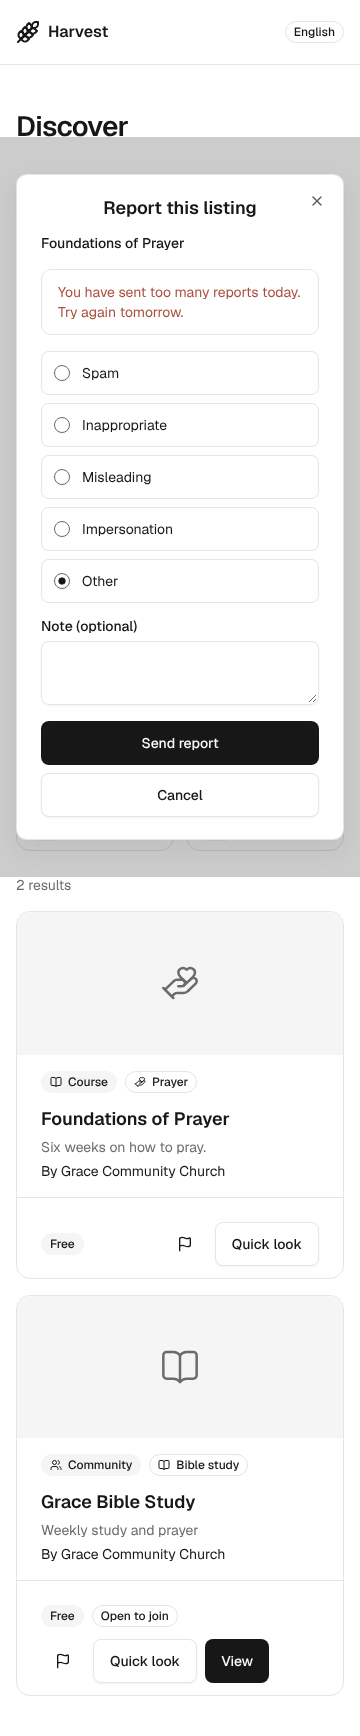 Harvest
English
Discover
Report this listing
Foundations of Prayer
You have sent too many reports today.
Try again tomorrow.
Spam
Inappropriate
Misleading
Impersonation
Other
Note (optional)
Send report
Cancel
2 results
Course
Prayer
Foundations of Prayer
Six weeks on how to pray.
By Grace Community Church
Free
Quick look
Community
Bible study
Grace Bible Study
Weekly study and prayer
By Grace Community Church
Free
Open to join
Quick look
View